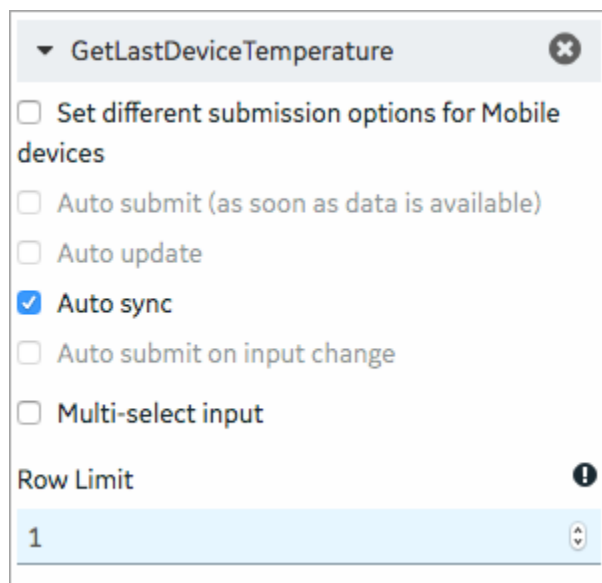 GetLastDeviceTemperature
Set different submission options for Mobile
devices
Auto submit (as soon as data is available)
Auto update
Auto sync
Auto submit on input change
Multi-select input
Row Limit
1